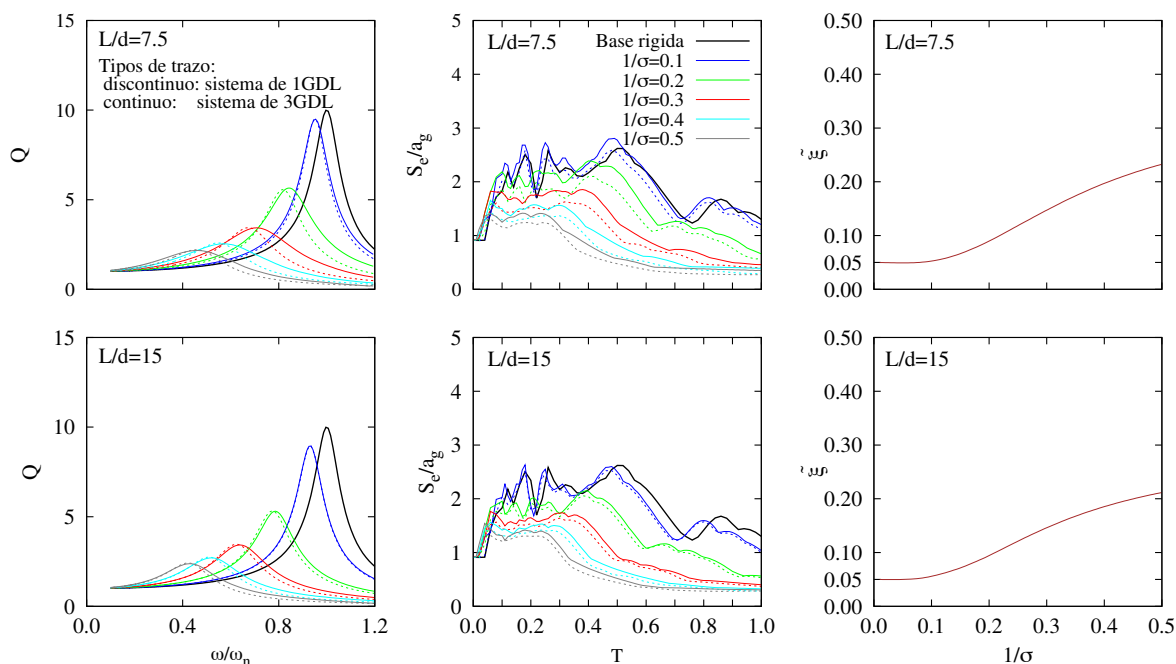 15
10
5
0
Q
L/d=7.5
Tipos de trazo:
discontinuo: sistema de 1GDL
continuo: sistema de 3GDL
5
4
3
2
1
0
S_e/a_g
L/d=7.5
Base rigida
1/σ=0.1
1/σ=0.2
1/σ=0.3
1/σ=0.4
1/σ=0.5
0.50
0.40
0.30
0.20
0.10
0.05
0.00
ξ̃
L/d=7.5
15
10
5
0
Q
L/d=15
0.0 0.4 0.8 1.2
ω/ω_n
5
4
3
2
1
0
S_e/a_g
L/d=15
0.0 0.2 0.4 0.6 0.8 1.0
T
0.50
0.40
0.30
0.20
0.10
0.05
0.00
ξ̃
L/d=15
0.0 0.1 0.2 0.3 0.4 0.5
1/σ